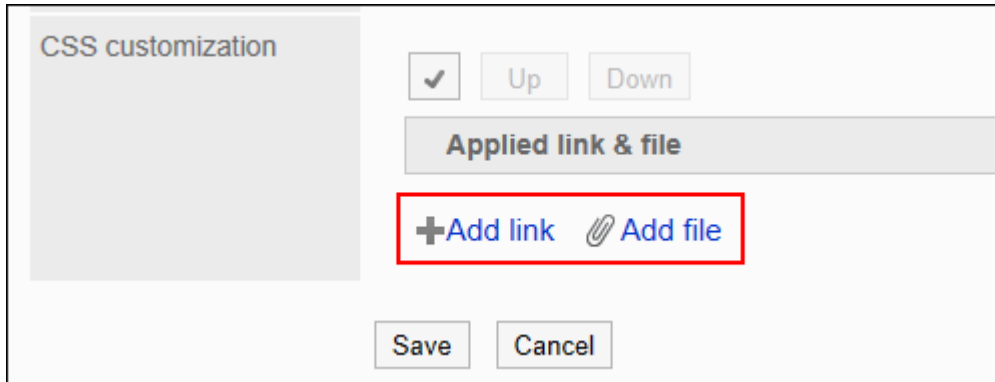 CSS customization
Up Down
Applied link & file
Add link Add file
Save Cancel